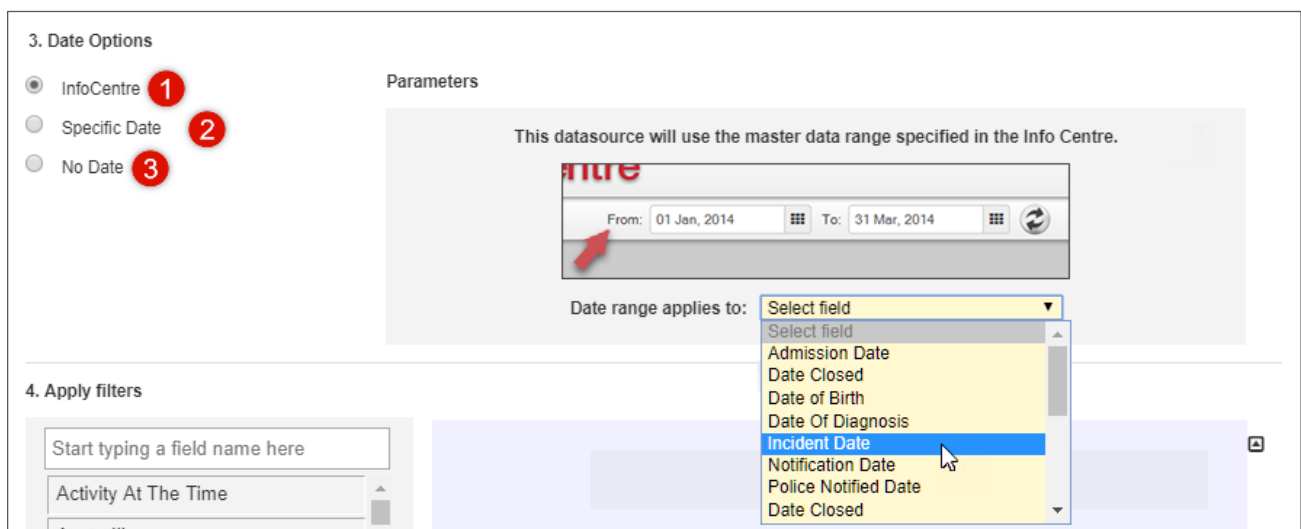 3. Date Options
InfoCentre 1
Specific Date 2
No Date 3
Parameters
This datasource will use the master data range specified in the Info Centre.
entre
From: 01 Jan, 2014 To: 31 Mar, 2014
Date range applies to: Select field
Select field
Admission Date
Date Closed
Date of Birth
Date Of Diagnosis
Incident Date
Notification Date
Police Notified Date
Date Closed
4. Apply filters
Start typing a field name here
Activity At The Time